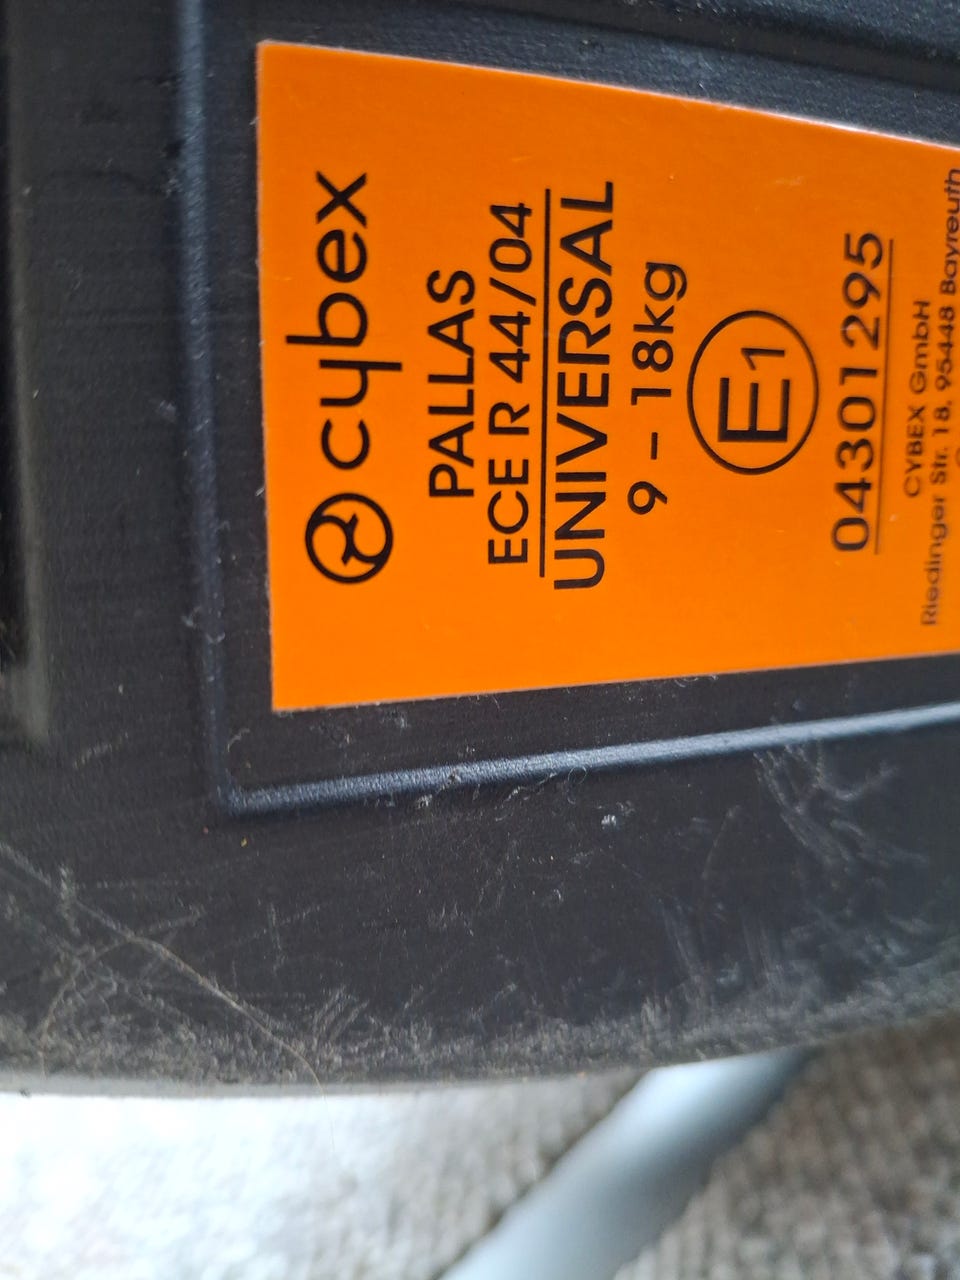 cybex
PALLAS
ECE R 44/04
UNIVERSAL
9 - 18kg
E1
04301295
CYBEX GmbH
Riedinger Str. 18, 95448 Bayreuth